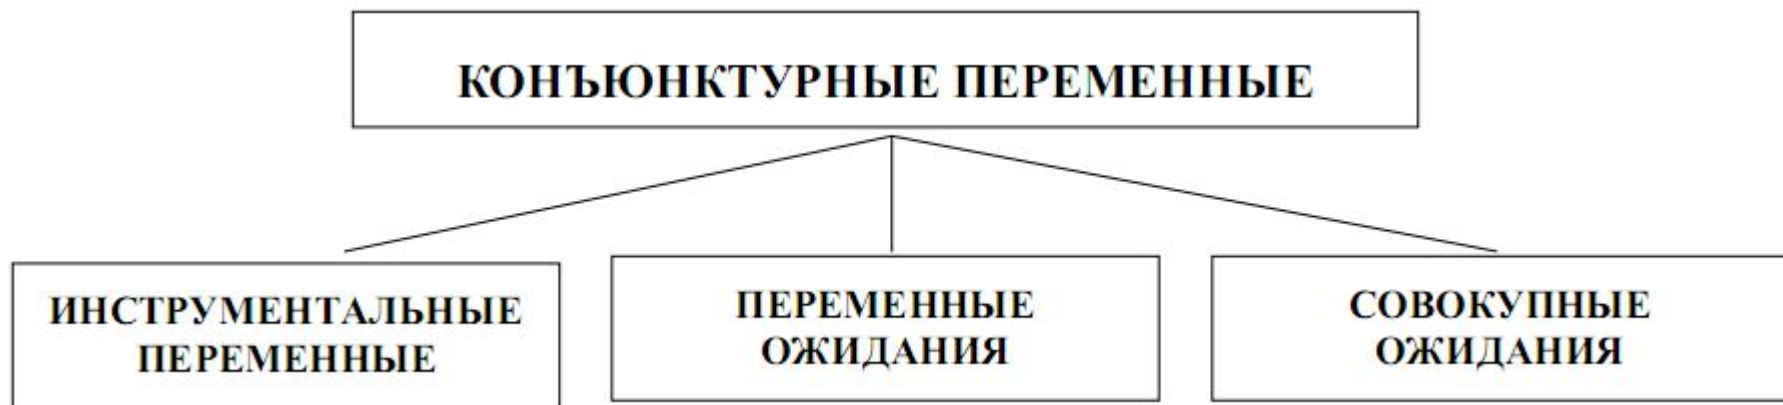 КОНЪЮНКТУРНЫЕ ПЕРЕМЕННЫЕ
ИНСТРУМЕНТАЛЬНЫЕ
ПЕРЕМЕННЫЕ
ПЕРЕМЕННЫЕ
ОЖИДАНИЯ
СОВОКУПНЫЕ
ОЖИДАНИЯ